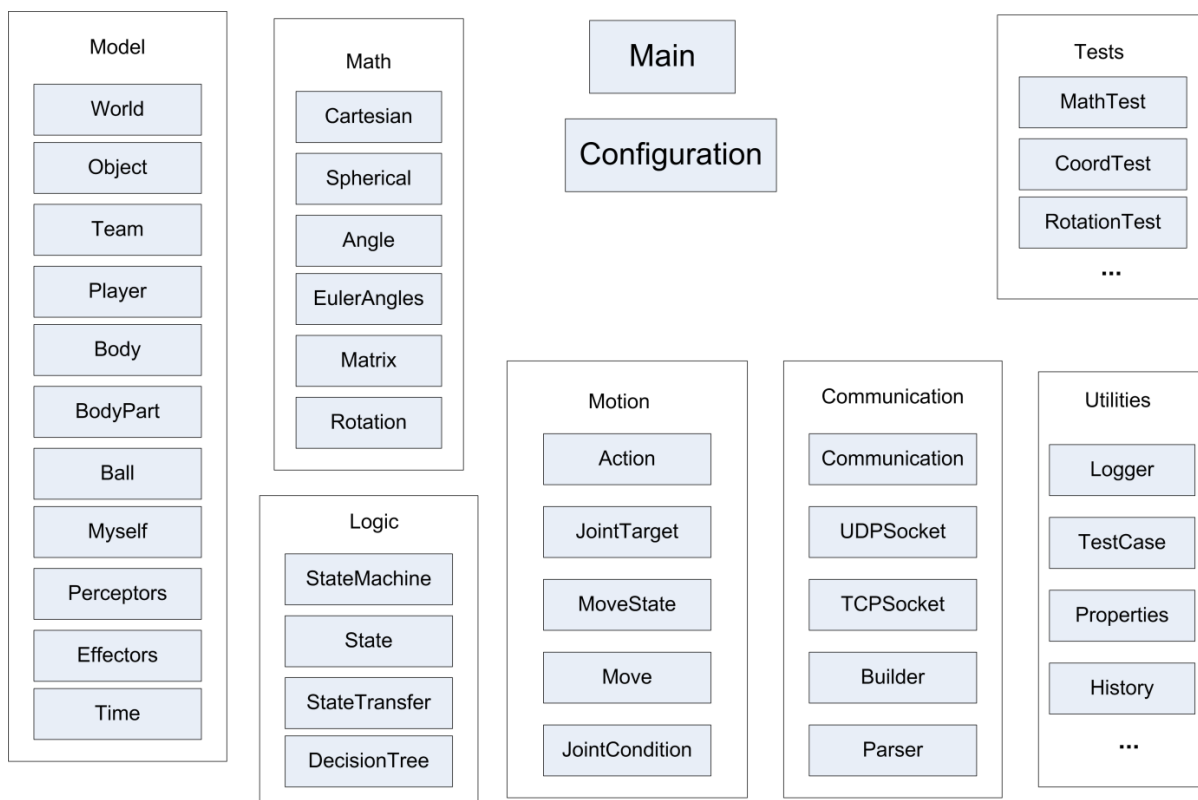 Model
World
Object
Team
Player
Body
BodyPart
Ball
Myself
Perceptors
Effectors
Time
Math
Cartesian
Spherical
Angle
EulerAngles
Matrix
Rotation
Logic
StateMachine
State
StateTransfer
DecisionTree
Main
Configuration
Motion
Action
JointTarget
MoveState
Move
JointCondition
Communication
Communication
UDPSocket
TCPSocket
Builder
Parser
Tests
MathTest
CoordTest
RotationTest
...
Utilities
Logger
TestCase
Properties
History
...